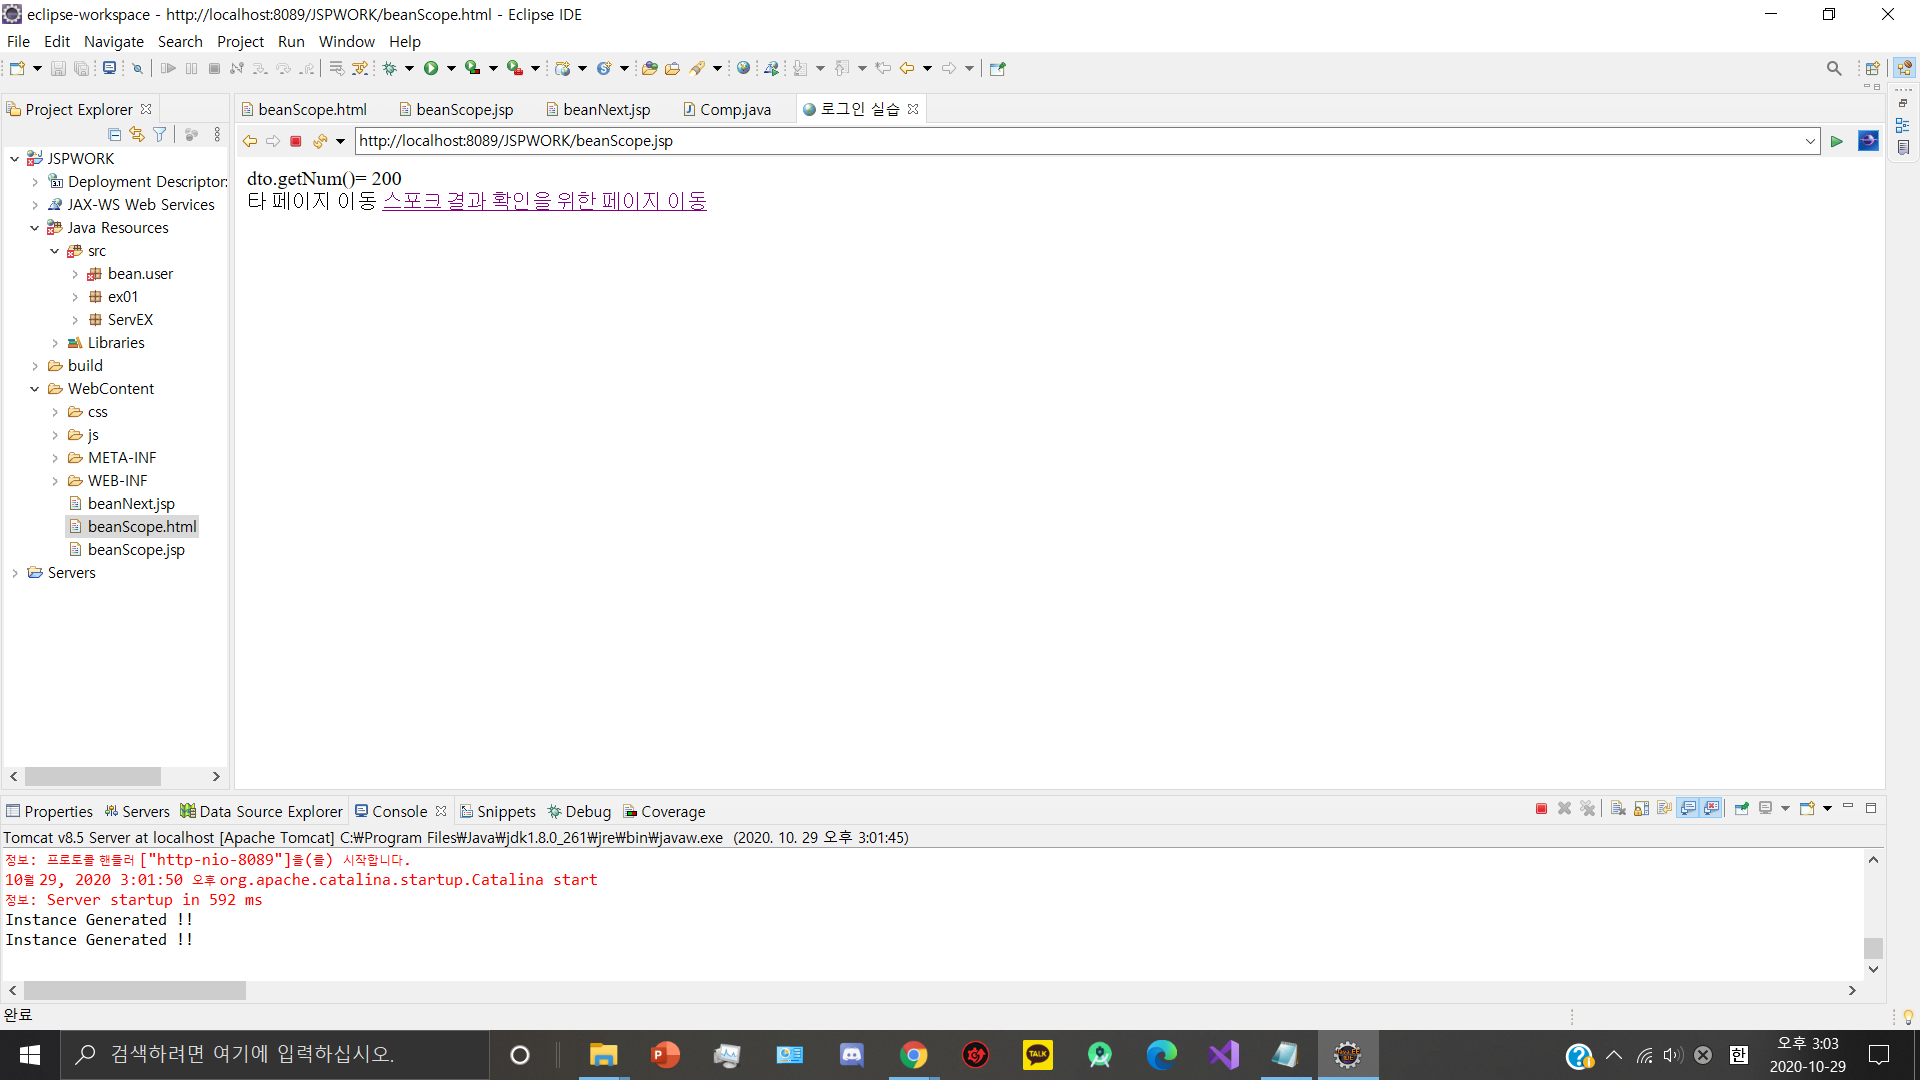 eclipse-workspace - http://localhost:8089/JSPWORK/beanScope.html - Eclipse IDE
File Edit Navigate Search Project Run Window Help
Project Explorer
beanScope.html beanScope.jsp beanNext.jsp Comp.java 로그인 실습
http://localhost:8089/JSPWORK/beanScope.jsp
JSPWORK
Deployment Descriptor:
JAX-WS Web Services
Java Resources
src
bean.user
ex01
ServEX
Libraries
build
WebContent
css
js
META-INF
WEB-INF
beanNext.jsp
beanScope.html
beanScope.jsp
Servers
dto.getNum()= 200
타 페이지 이동 스포크 결과 확인을 위한 페이지 이동
Properties Servers Data Source Explorer Console Snippets Debug Coverage
Tomcat v8.5 Server at localhost [Apache Tomcat] C:₩Program Files₩Java₩jdk1.8.0_261₩jre₩bin₩javaw.exe (2020. 10. 29 오후 3:01:45)
정보: 프로토콜 핸들러 ["http-nio-8089"]을(를) 시작합니다.
10월 29, 2020 3:01:50 오후 org.apache.catalina.startup.Catalina start
정보: Server startup in 592 ms
Instance Generated !!
Instance Generated !!
완료
검색하려면 여기에 입력하십시오.
TALK
한
오후 3:03
2020-10-29